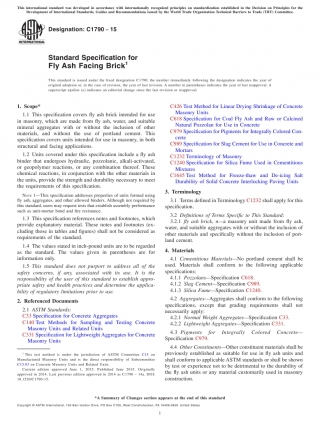 This international standard was developed in accordance with internationally recognized principles on standardization established in the Decision on Principles for the
Development of International Standards, Guides and Recommendations issued by the World Trade Organization Technical Barriers to Trade (TBT) Committee.
Designation: C1790 − 15
INTERNATIONAL
Standard Specification for
Fly Ash Facing Brick¹
This standard is issued under the fixed designation C1790; the number immediately following the designation indicates the year of
original adoption or, in the case of revision, the year of last revision. A number in parentheses indicates the year of last reapproval. A
superscript epsilon (ε) indicates an editorial change since the last revision or reapproval.
1. Scope*
1.1 This specification covers fly ash brick intended for use
in masonry, which are made from fly ash, water, and suitable
mineral aggregates with or without the inclusion of other
materials, and without the use of portland cement. This
specification covers units intended for use in masonry, in both
structural and facing applications.
1.2 Units covered under this specification include a fly ash
binder that undergoes hydraulic, pozzolanic, alkali-activated,
or geopolymer reactions, or any combination thereof. These
chemical reactions, in conjunction with the other materials in
the units, provide the strength and durability necessary to meet
the requirements of this specification.
NOTE 1—This specification addresses properties of units formed using
fly ash, aggregates, and other allowed binders. Although not required by
this standard, users may request tests that establish assembly performance
such as unit-mortar bond and fire resistance.
1.3 This specification references notes and footnotes, which
provide explanatory material. These notes and footnotes (ex-
cluding those in tables and figures) shall not be considered as
requirements of the standard.
1.4 The values stated in inch-pound units are to be regarded
as the standard. The values given in parentheses are for
information only.
1.5 This standard does not purport to address all of the
safety concerns, if any, associated with its use. It is the
responsibility of the user of this standard to establish appro-
priate safety and health practices and determine the applica-
bility of regulatory limitations prior to use.
2. Referenced Documents
2.1 ASTM Standards:
C33 Specification for Concrete Aggregates
C140 Test Methods for Sampling and Testing Concrete
Masonry Units and Related Units
C331 Specification for Lightweight Aggregates for Concrete
Masonry Units
¹ This test method is under the jurisdiction of ASTM Committee C15 on
Manufactured Masonry Units and is the direct responsibility of Subcommittee
C15.03 on Concrete Masonry Units and Related Units.
Current edition approved June 1, 2015. Published June 2015. Originally
approved in 2014. Last previous edition approved in 2014 as C1790 – 14a. DOI:
10.1520/C1790-15.
C426 Test Method for Linear Drying Shrinkage of Concrete
Masonry Units
C618 Specification for Coal Fly Ash and Raw or Calcined
Natural Pozzolan for Use in Concrete
C979 Specification for Pigments for Integrally Colored Con-
crete
C989 Specification for Slag Cement for Use in Concrete and
Mortars
C1232 Terminology of Masonry
C1240 Specification for Silica Fume Used in Cementitious
Mixtures
C1645 Test Method for Freeze-thaw and De-icing Salt
Durability of Solid Concrete Interlocking Paving Units
3. Terminology
3.1 Terms defined in Terminology C1232 shall apply for this
specification.
3.2 Definitions of Terms Specific to This Standard:
3.2.1 fly ash brick, n—a masonry unit made from fly ash,
water, and suitable aggregates with or without the inclusion of
other materials and specifically without the inclusion of port-
land cement.
4. Materials
4.1 Cementitious Materials—No portland cement shall be
used. Materials shall conform to the following applicable
specifications:
4.1.1 Pozzolans—Specification C618.
4.1.2 Slag Cement—Specification C989.
4.1.3 Silica Fume—Specification C1240.
4.2 Aggregates—Aggregates shall conform to the following
specifications, except that grading requirements shall not
necessarily apply:
4.2.1 Normal Weight Aggregates—Specification C33.
4.2.2 Lightweight Aggregates—Specification C331.
4.3 Pigments for Integrally Colored Concrete—
Specification C979.
4.4 Other Constituents—Other constituent materials shall be
previously established as suitable for use in fly ash units and
shall conform to applicable ASTM standards or shall be shown
by test or experience not to be detrimental to the durability of
the fly ash units or any material customarily used in masonry
construction.
*A Summary of Changes section appears at the end of this standard
Copyright © ASTM International, 100 Barr Harbor Drive, PO Box C700, West Conshohocken, PA 19428-2959. United States
1